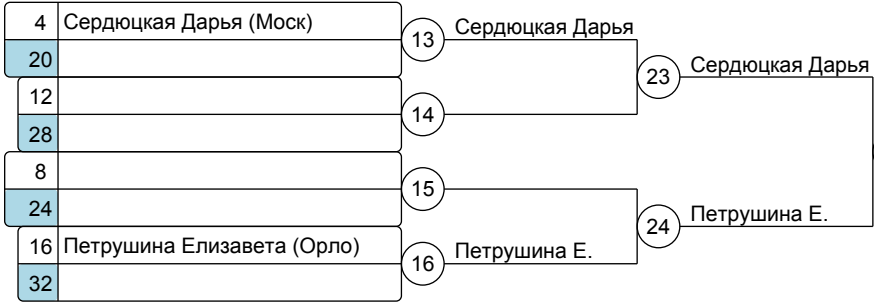 4 Сердюцкая Дарья (Моск)
13 Сердюцкая Дарья
20
23 Сердюцкая Дарья
12
14
28
8
15
24
24 Петрушина Е.
16 Петрушина Елизавета (Орло)
16 Петрушина Е.
32